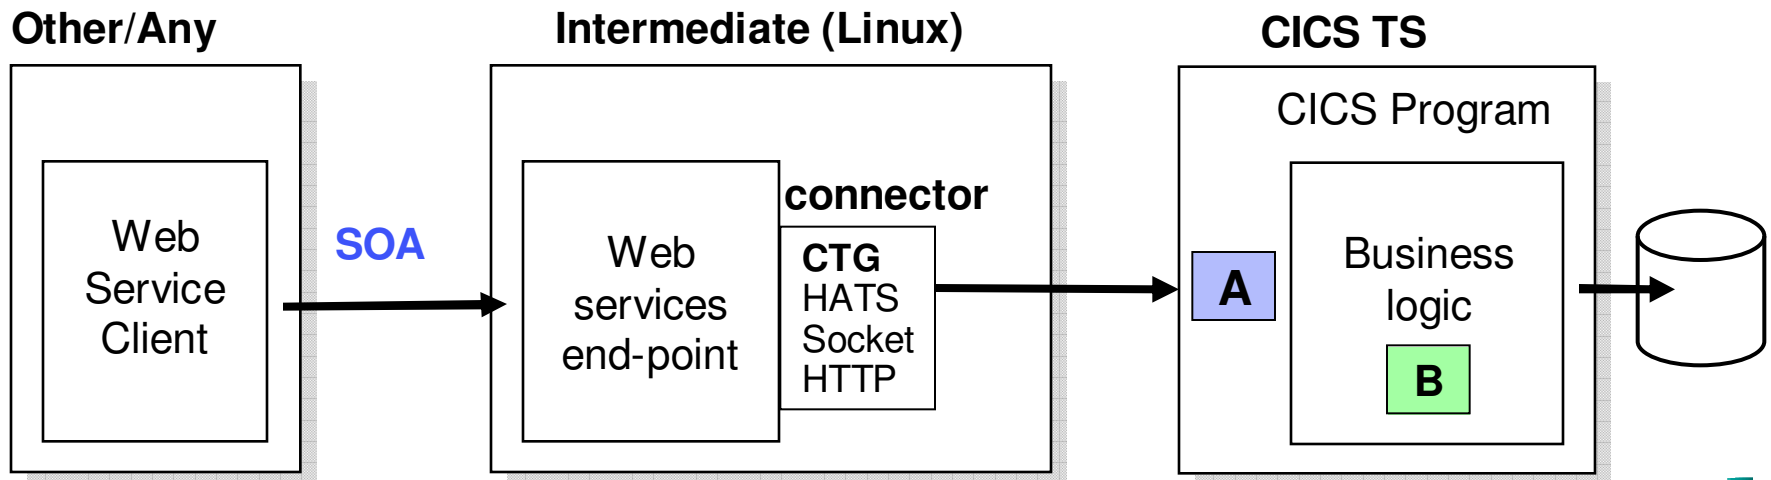 Other/Any
Intermediate (Linux)
CICS TS
CICS Program
Web
Service
Client
SOA
Web
services
end-point
connector
CTG
HATS
Socket
HTTP
A
Business
logic
B